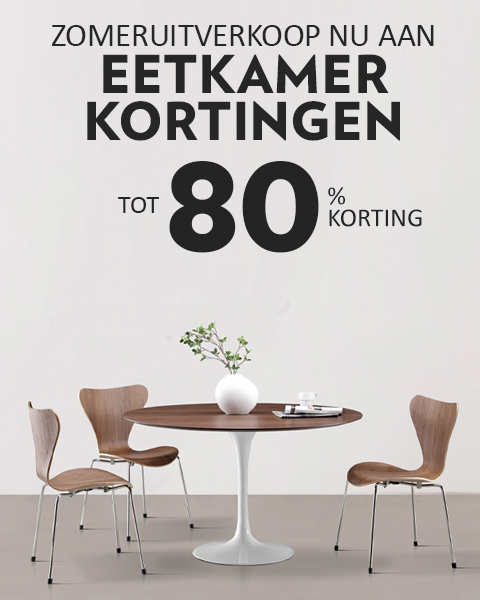 ZOMERUITVERKOOP NU AAN
EETKAMER
KORTINGEN
TOT 80 % KORTING